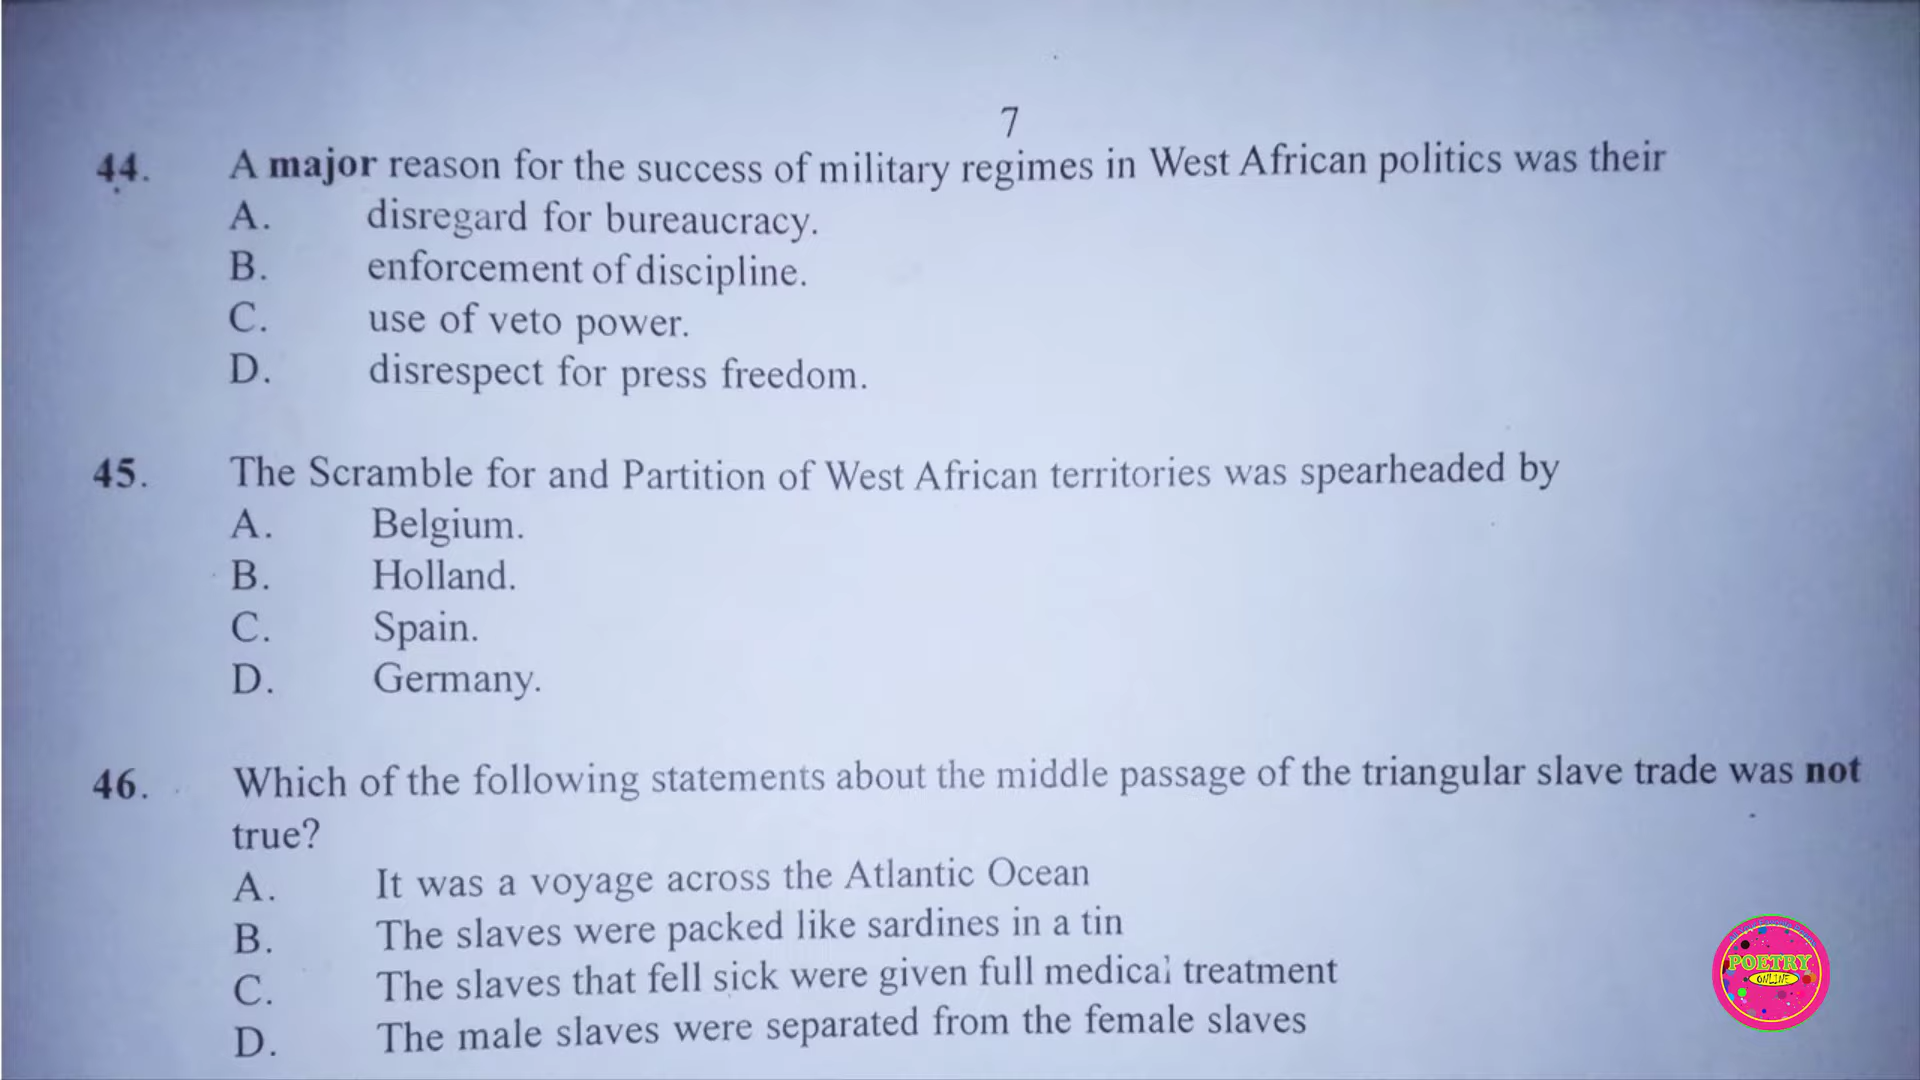 7
44. A major reason for the success of military regimes in West African politics was their
A. disregard for bureaucracy.
B. enforcement of discipline.
C. use of veto power.
D. disrespect for press freedom.
45. The Scramble for and Partition of West African territories was spearheaded by
A. Belgium.
B. Holland.
C. Spain.
D. Germany.
46. Which of the following statements about the middle passage of the triangular slave trade was not
true?
A. It was a voyage across the Atlantic Ocean
B. The slaves were packed like sardines in a tin
C. The slaves that fell sick were given full medical treatment
D. The male slaves were separated from the female slaves
POETRY
ONLINE